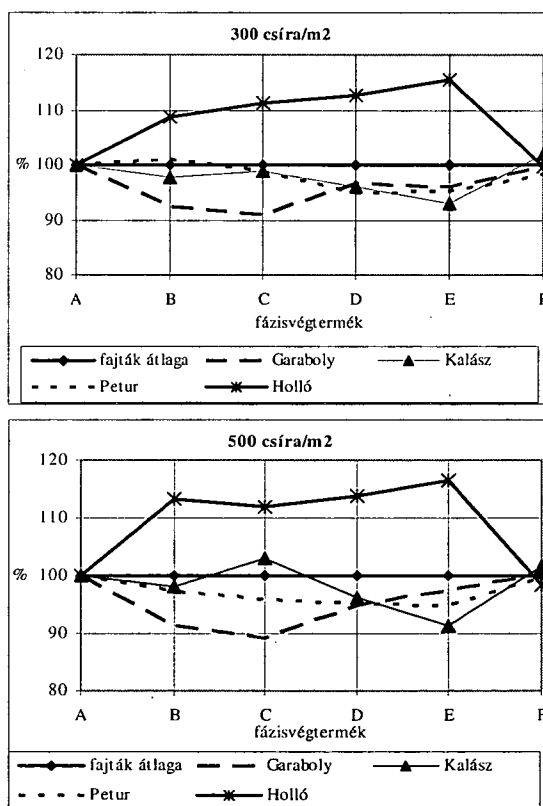 300 csíra/m2
120
110
%
100
90
80
A B C D E F
fázisvégtermék
fajták átlaga Garaboly Kalász
Petur Holló
500 csíra/m2
120
110
%
100
90
80
A B C D E F
fázisvégtermék
fajták átlaga Garaboly Kalász
Petur Holló